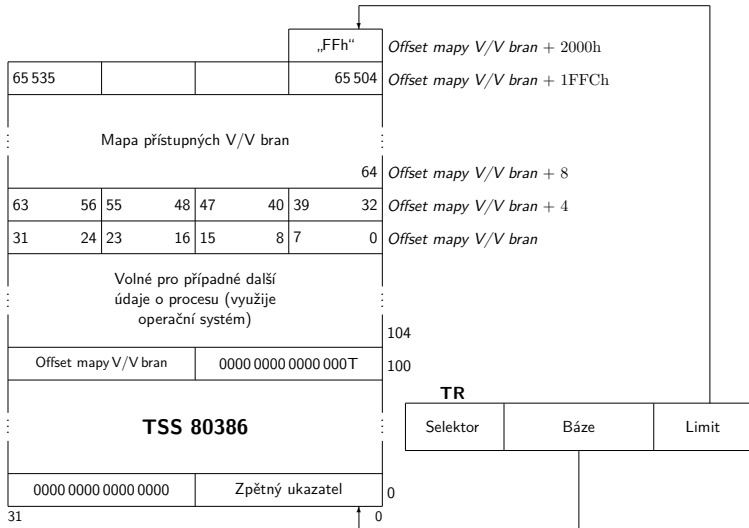 „FFh“ Offset mapy V/V bran + 2000h
65 535 65 504 Offset mapy V/V bran + 1FFCh
Mapa přístupných V/V bran
64 Offset mapy V/V bran + 8
63 56 55 48 47 40 39 32 Offset mapy V/V bran + 4
31 24 23 16 15 8 7 0 Offset mapy V/V bran
Volné pro případné další
údaje o procesu (využije
operační systém)
104
Offset mapy V/V bran 0000 0000 0000 000T 100
TR
TSS 80386 Selektor Báze Limit
0000 0000 0000 0000 Zpětný ukazatel 0
31 0